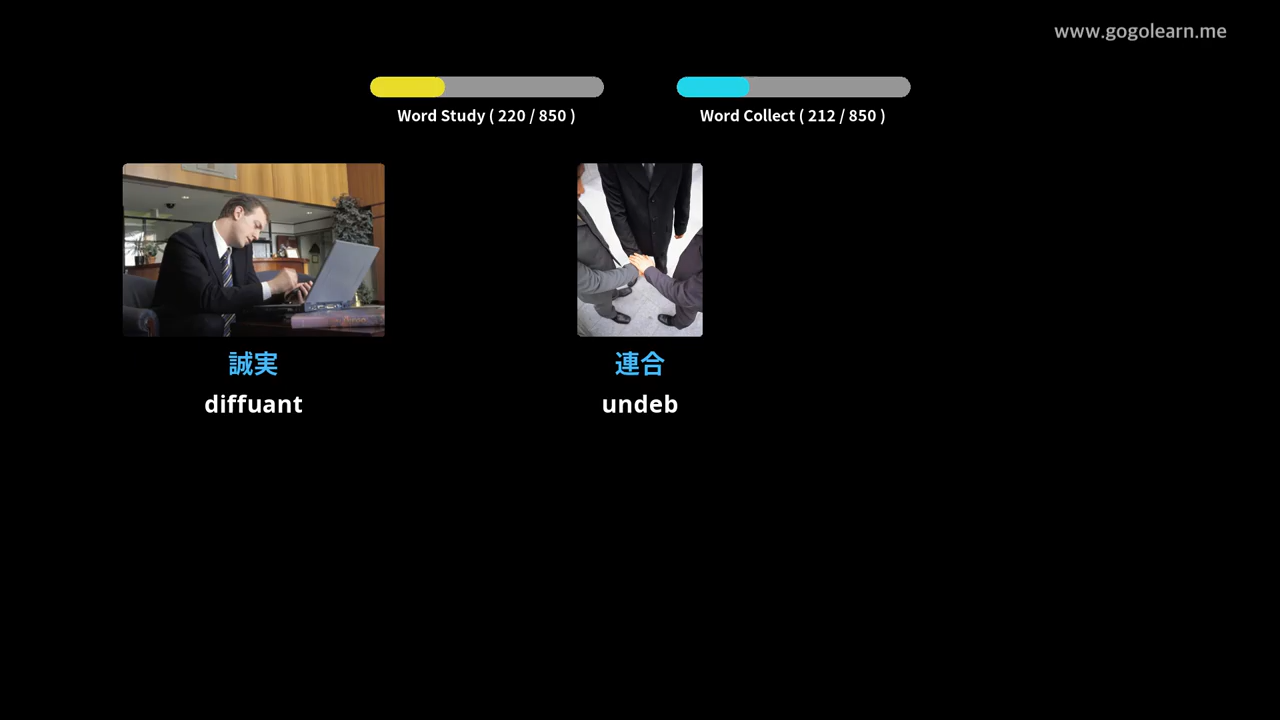 www.gogolearn.me
Word Study ( 220 / 850 )
Word Collect ( 212 / 850 )
誠実
diffuant
連合
undeb